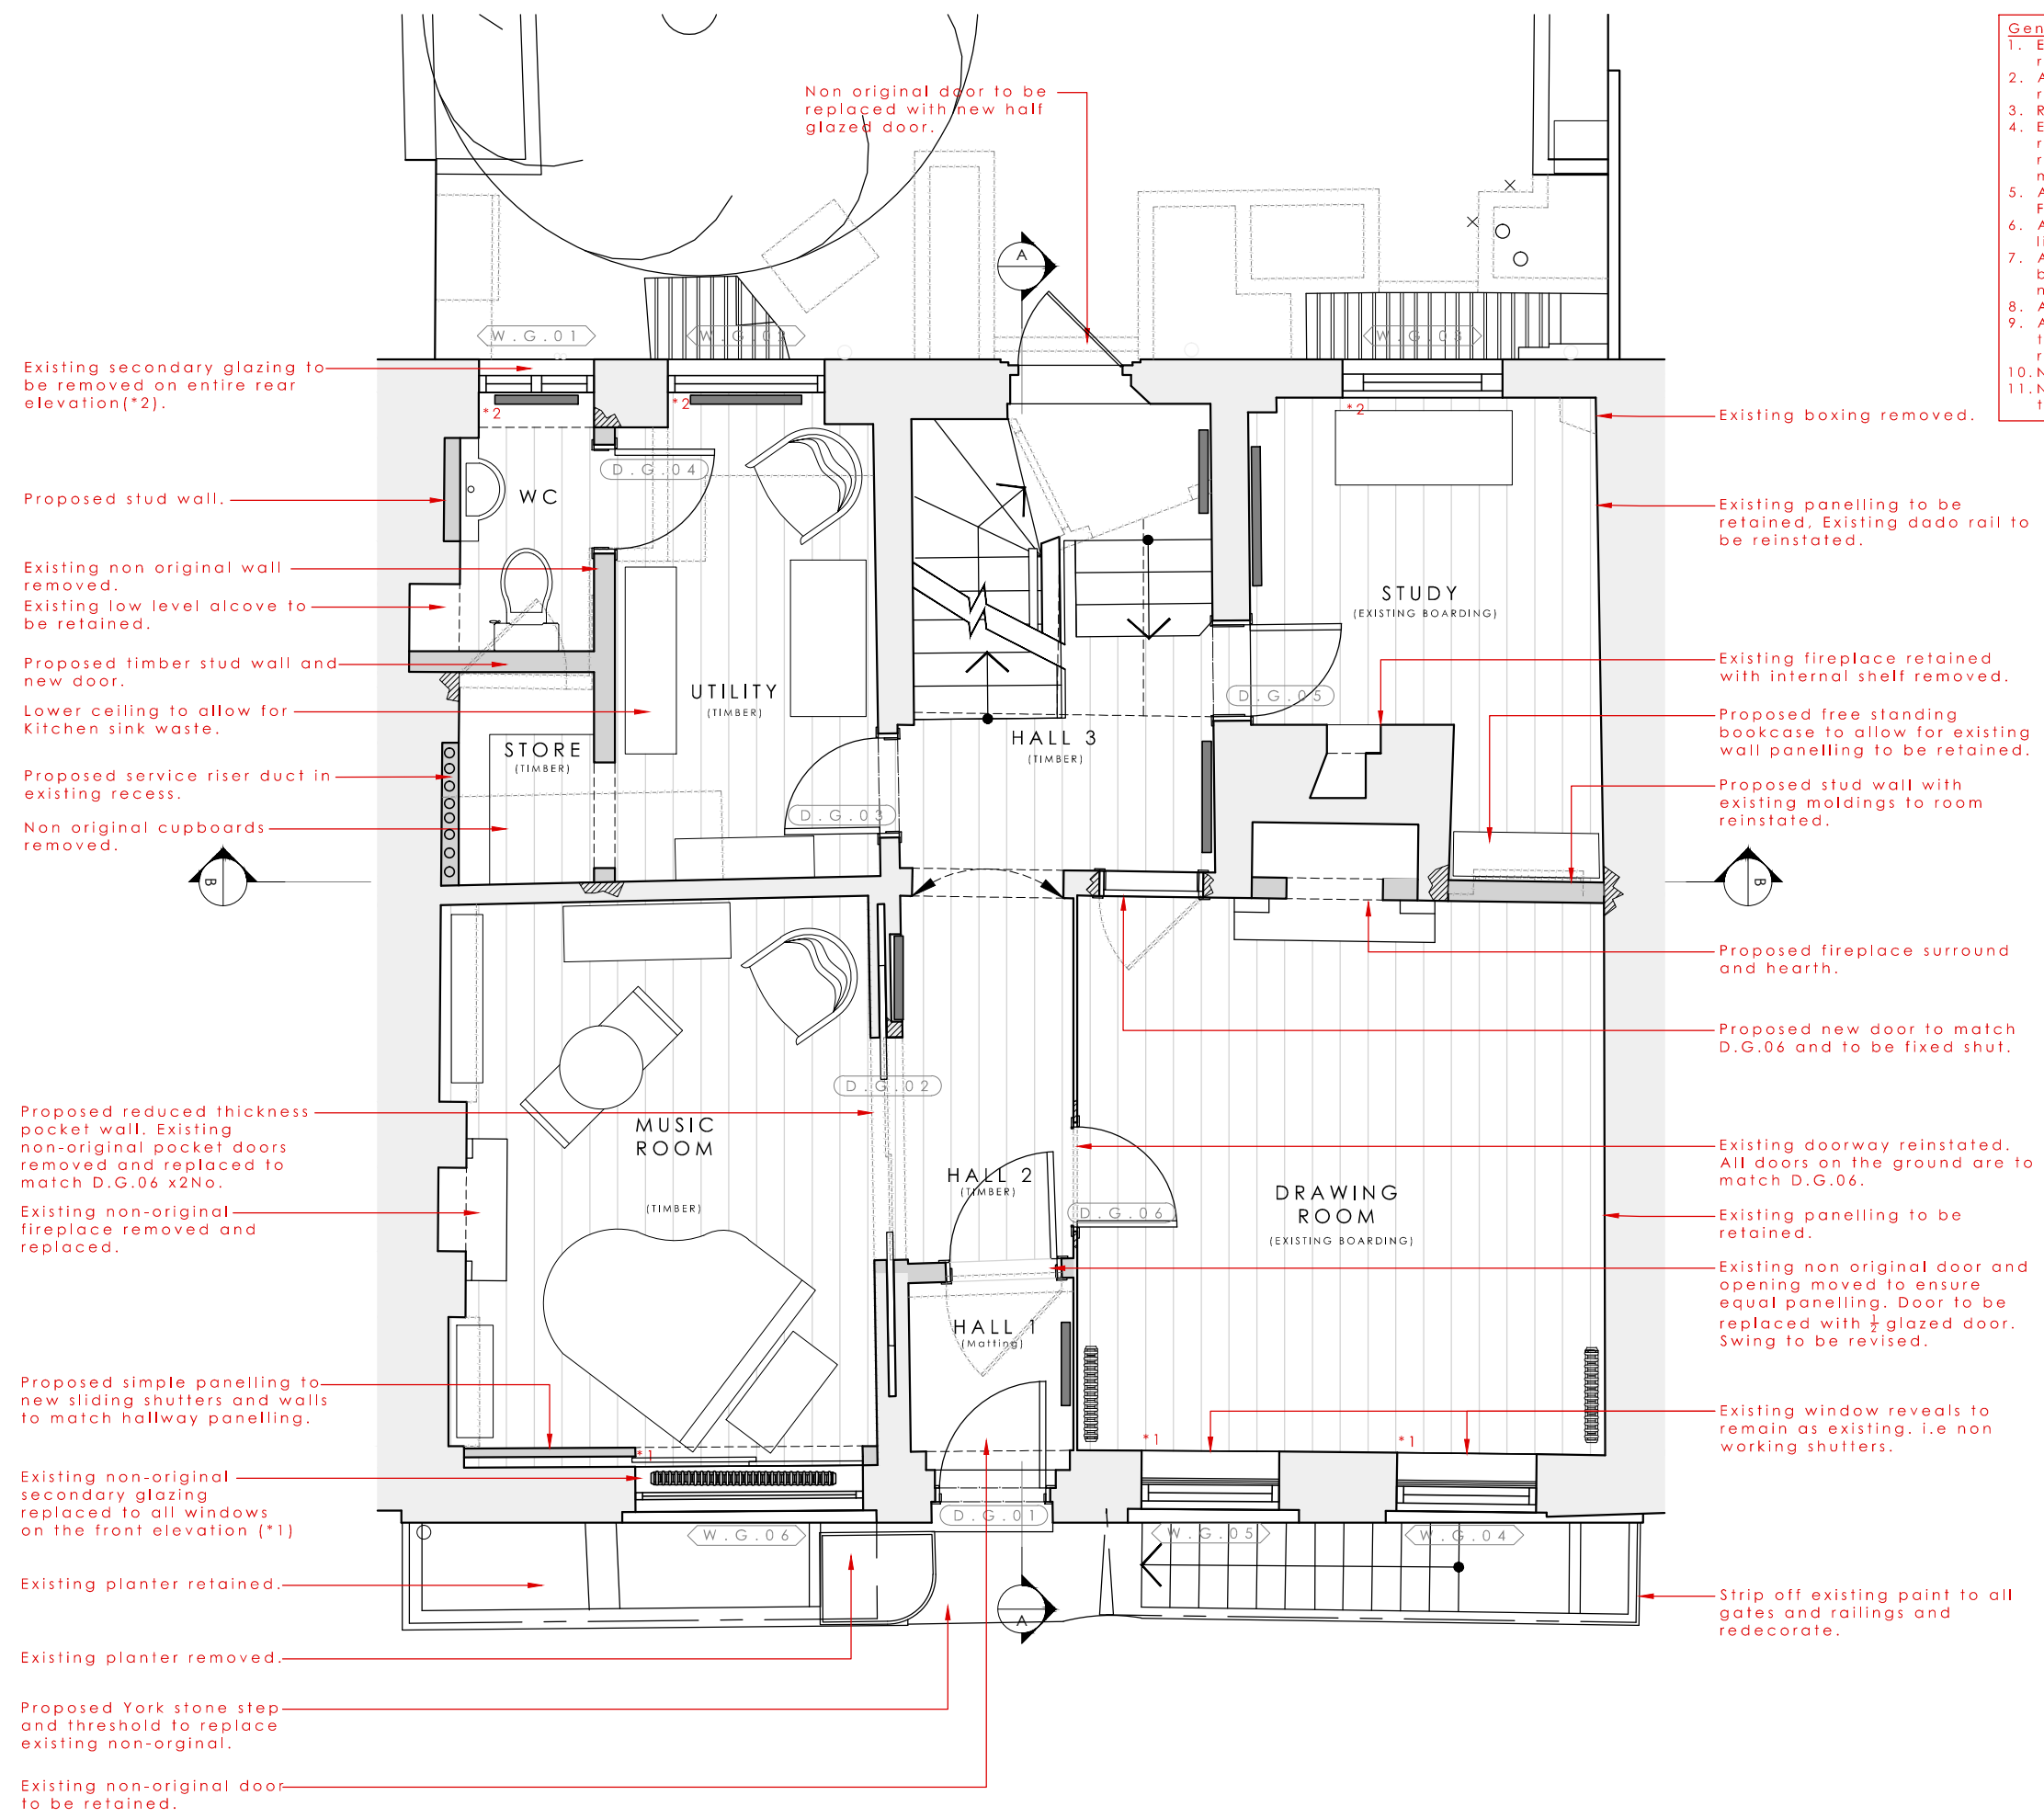 Non original door to be
replaced with new half
glazed door.
Existing secondary glazing to
be removed on entire rear
elevation(*2).
Proposed stud wall.
Existing non original wall
removed.
Existing low level alcove to
be retained.
Proposed timber stud wall and
new door.
Lower ceiling to allow for
Kitchen sink waste.
Proposed service riser duct in
existing recess.
Non original cupboards
removed.
B
Proposed reduced thickness
pocket wall. Existing
non-original pocket doors
removed and replaced to
match D.G.06 x2No.
Existing non-original
fireplace removed and
replaced.
Proposed simple panelling to
new sliding shutters and walls
to match hallway panelling.
Existing non-original
secondary glazing
replaced to all windows
on the front elevation (*1)
Existing planter retained.
Existing planter removed.
Proposed York stone step
and threshold to replace
existing non-orginal.
Existing non-original door
to be retained.
A
W.G.01
W.G.02
W.G.03
*2
*2
*2
WC
D.G.04
UTILITY
(TIMBER)
STORE
(TIMBER)
D.G.03
HALL 3
(TIMBER)
STUDY
(EXISTING BOARDING)
D.G.05
MUSIC
ROOM
(TIMBER)
D.G.02
HALL 2
(TIMBER)
D.G.06
DRAWING
ROOM
(EXISTING BOARDING)
HALL 1
(Matting)
*1
*1
*1
D.G.01
W.G.06
W.G.05
W.G.04
A
Existing boxing removed.
Existing panelling to be
retained, Existing dado rail to
be reinstated.
Existing fireplace retained
with internal shelf removed.
Proposed free standing
bookcase to allow for existing
wall panelling to be retained.
Proposed stud wall with
existing moldings to room
reinstated.
B
Proposed fireplace surround
and hearth.
Proposed new door to match
D.G.06 and to be fixed shut.
Existing doorway reinstated.
All doors on the ground are to
match D.G.06.
Existing panelling to be
retained.
Existing non original door and
opening moved to ensure
equal panelling. Door to be
replaced with ½ glazed door.
Swing to be revised.
Existing window reveals to
remain as existing. i.e non
working shutters.
Strip off existing paint to all
gates and railings and
redecorate.
1.
2.
3.
4.
5.
6.
7.
8.
9.
10.
11.